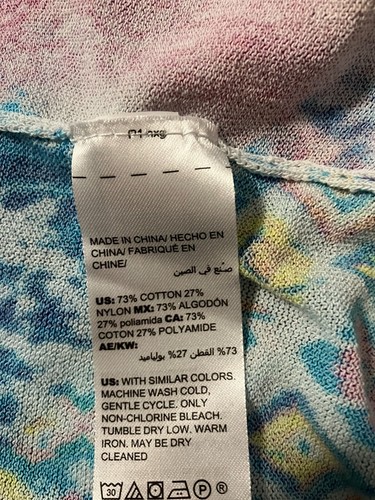 MADE IN CHINA/ HECHO EN
CHINA/ FABRIQUÉ EN
CHINE/
صنع في الصين
US: 73% COTTON 27%
NYLON MX: 73% ALGODÓN
27% poliamida CA: 73%
COTON 27% POLYAMIDE
AE/KW:
73% القطن 27% بولياميد
US: WITH SIMILAR COLORS.
MACHINE WASH COLD,
GENTLE CYCLE. ONLY
NON-CHLORINE BLEACH.
TUMBLE DRY LOW. WARM
IRON. MAY BE DRY
CLEANED
30 P ®